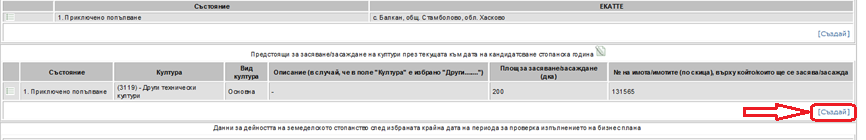 Състояние ЕКАТТЕ
1. Приключено попълване с. Балкан, общ. Стамболово, обл. Хасково
[Създай]
Предстоящи за засяване/засаждане на култури през текущата към дата на кандидатсване стопанска година
Състояние Култура Вид култура Описание (в случай, че в поле "Култура" е избрано "Други........") Площ за засяване/засаждане (дка) № на имота/имотите (по скица), върху който/които ще се засява/засажда
1. Приключено попълване (3119) - Други технически култури Основна - 200 131565
[Създай]
Данни за дейността на земеделското стопанство след избраната крайна дата на периода за проверка изпълнението на бизнес плана